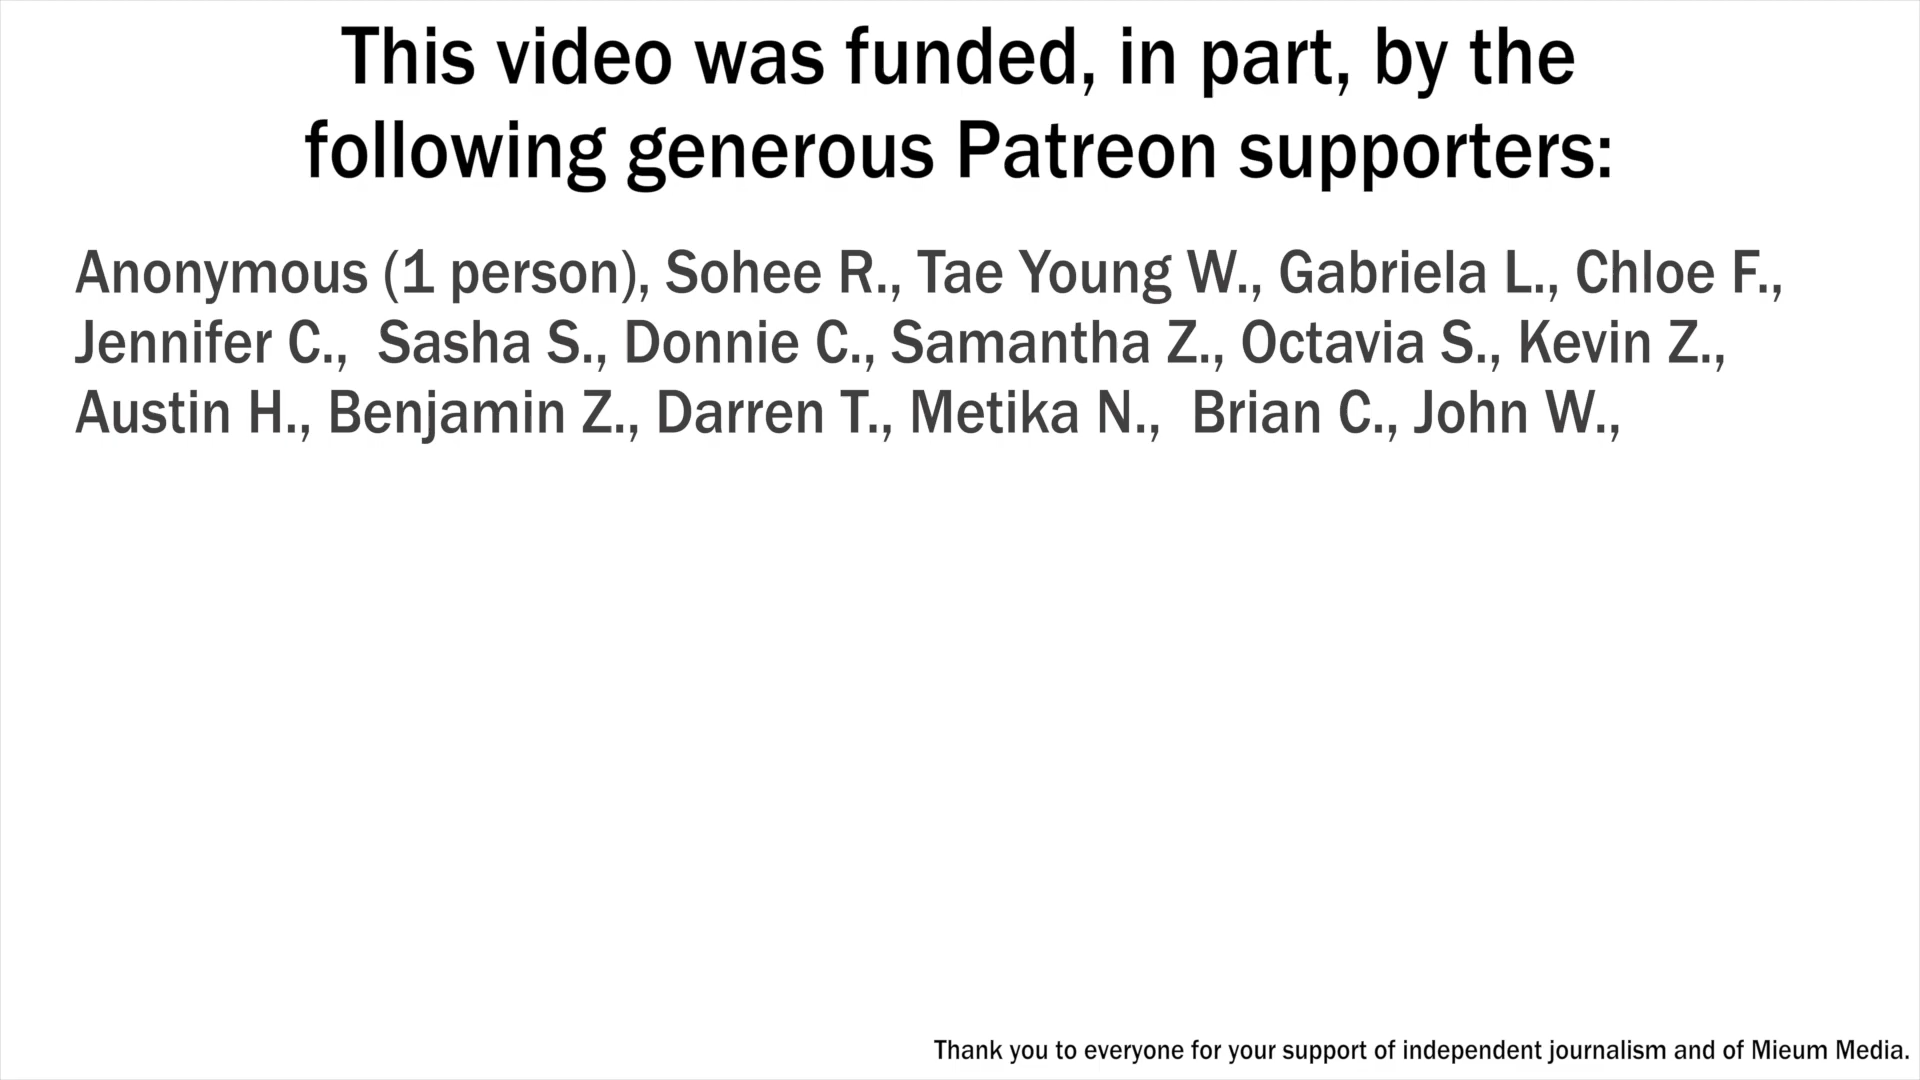 This video was funded, in part, by the
following generous Patreon supporters:
Anonymous (1 person), Sohee R., Tae Young W., Gabriela L., Chloe F.,
Jennifer C.,  Sasha S., Donnie C., Samantha Z., Octavia S., Kevin Z.,
Austin H., Benjamin Z., Darren T., Metika N.,  Brian C., John W.,
Thank you to everyone for your support of independent journalism and of Mieum Media.